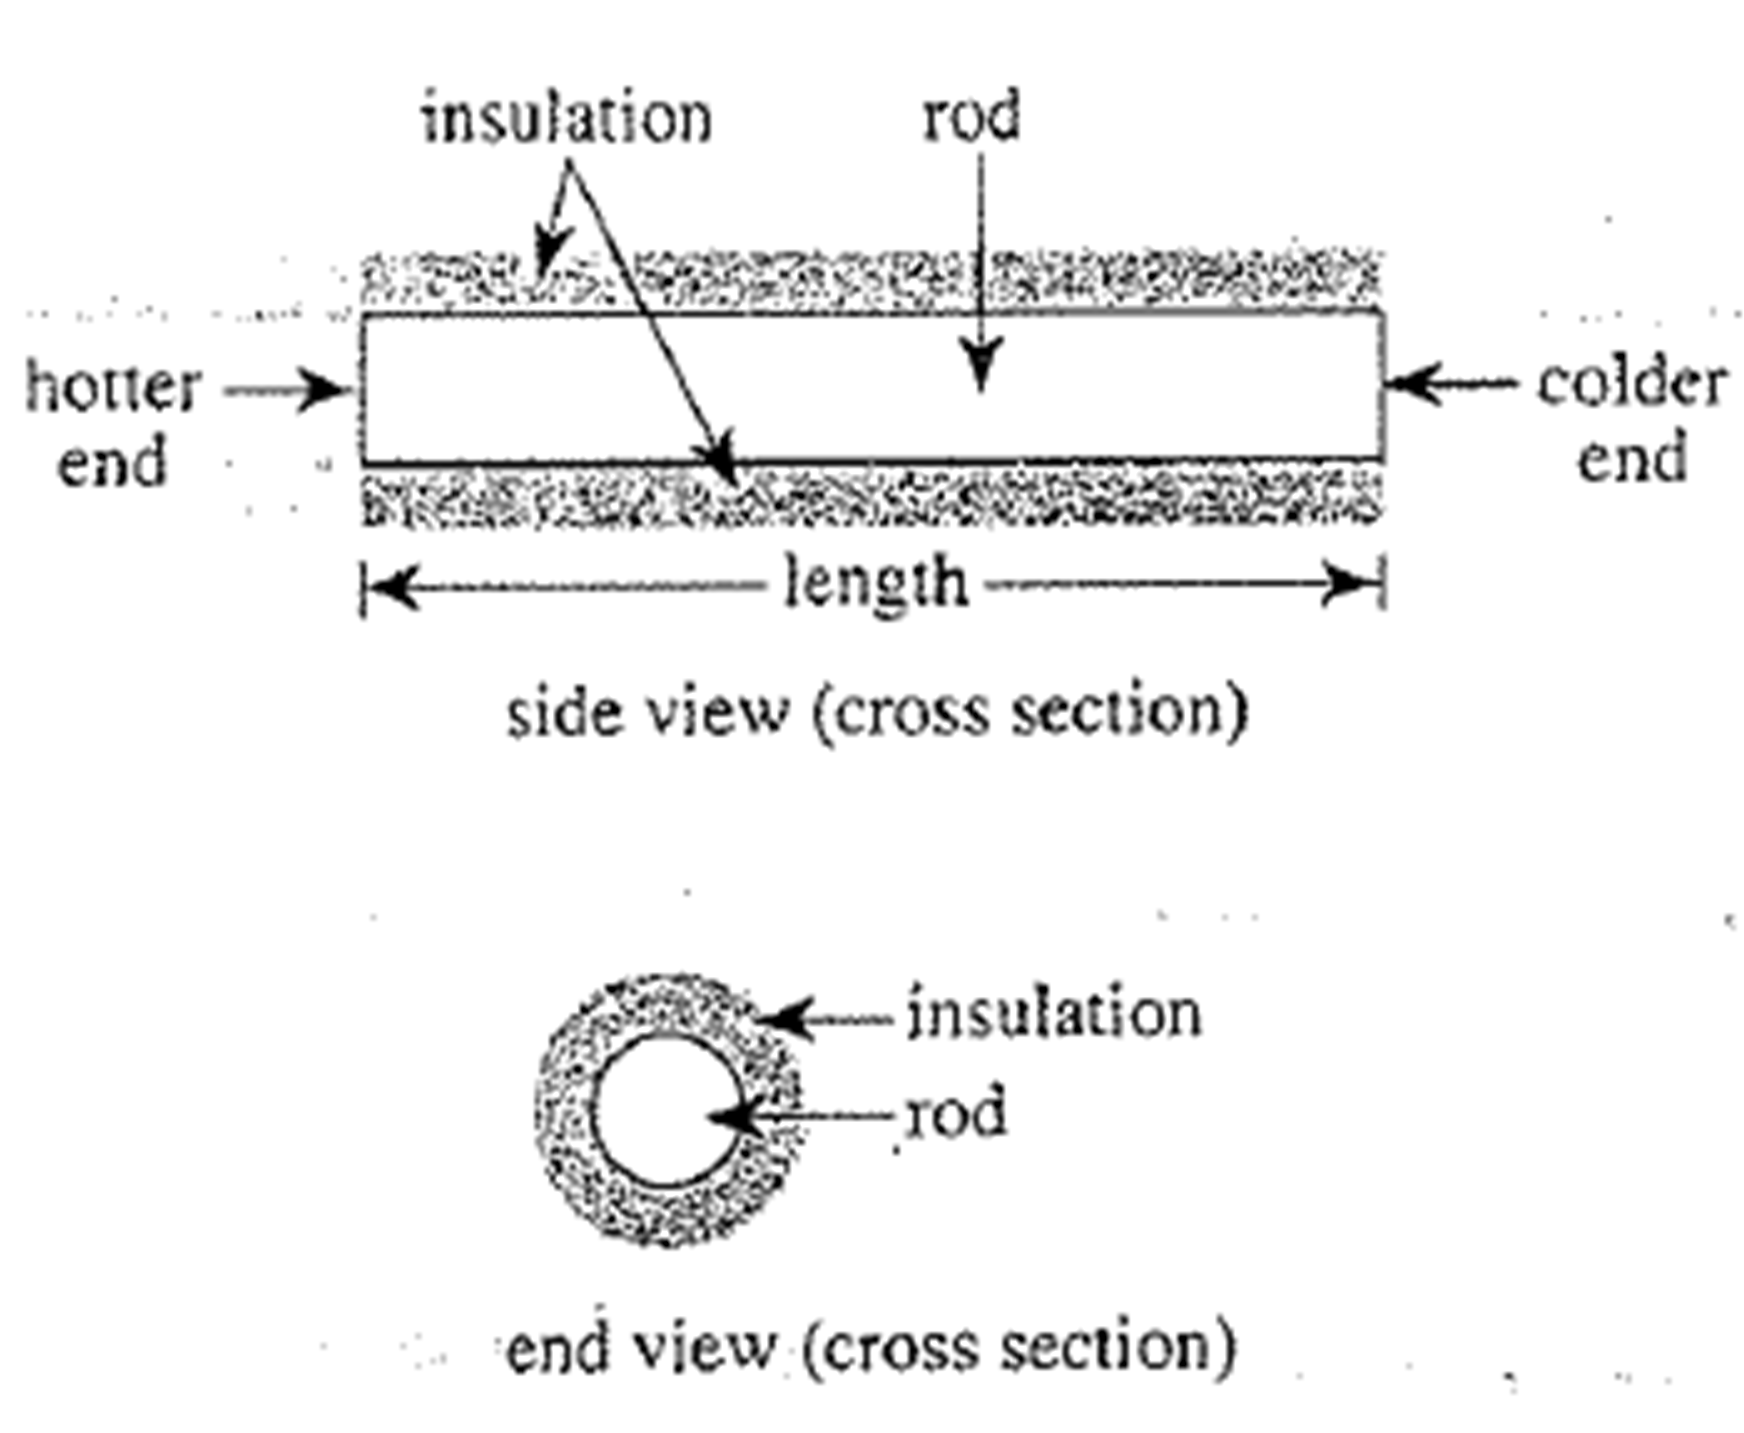 insulation rod
hotter end
colder end
length
side view (cross section)
insulation
rod
end view (cross section)